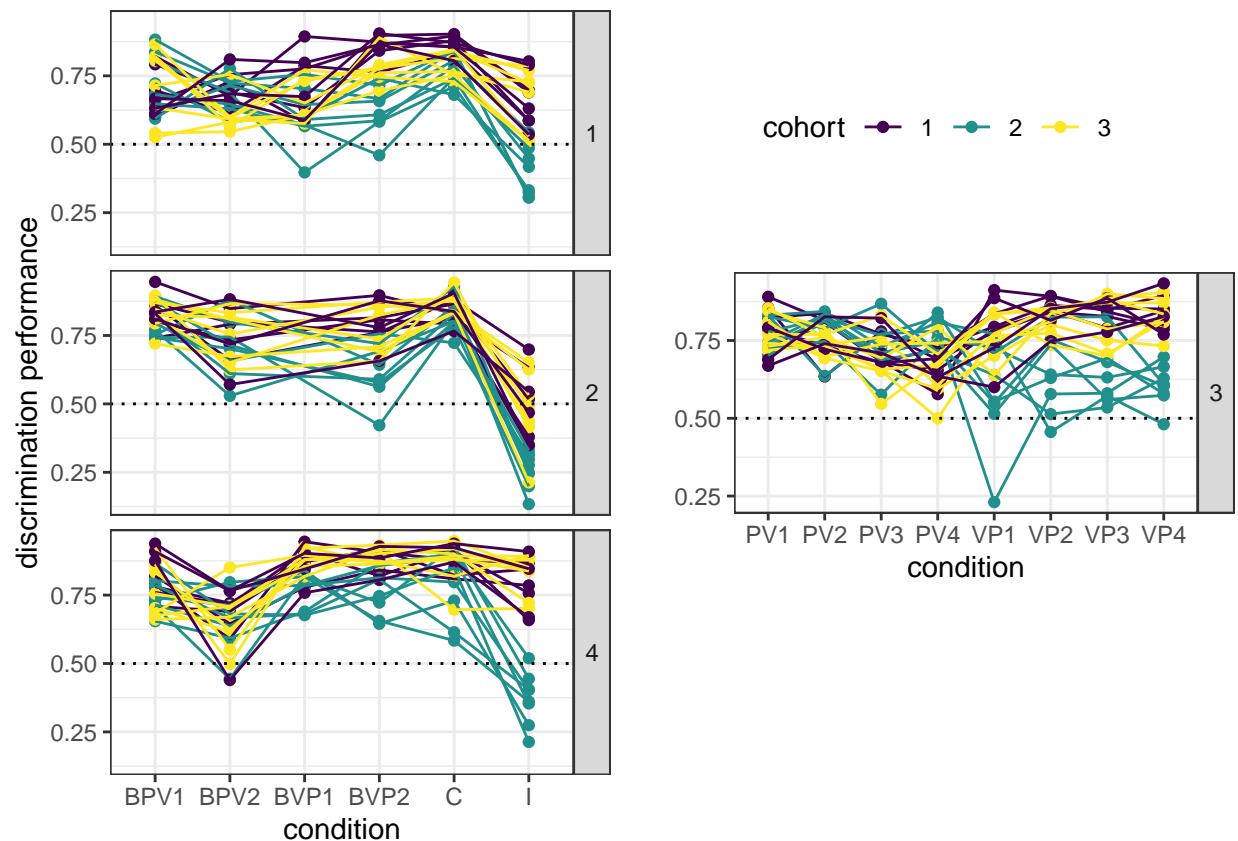 discrimination performance
0.75
0.50
0.25
1
0.75
0.50
0.25
2
0.75
0.50
0.25
4
BPV1 BPV2 BVP1 BVP2 C I
condition
cohort 1 2 3
0.75
0.50
0.25
3
PV1 PV2 PV3 PV4 VP1 VP2 VP3 VP4
condition